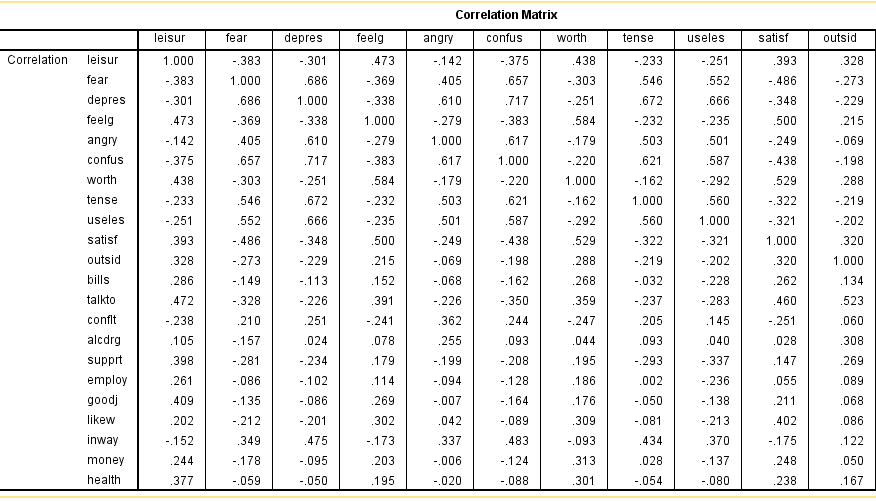 Correlation Matrix
leisur fear depres feelg angry confus worth tense useles satisf outsid
Correlation leisur 1.000 -.383 -.301 .473 -.142 -.375 .438 -.233 -.251 .393 .328
fear -.383 1.000 .686 -.369 .405 .657 -.303 .546 .552 -.486 -.273
depres -.301 .686 1.000 -.338 .610 .717 -.251 .672 .666 -.348 -.229
feelg .473 -.369 -.338 1.000 -.279 -.383 .584 -.232 -.235 .500 .215
angry -.142 .405 .610 -.279 1.000 .617 -.179 .503 .501 -.249 -.069
confus -.375 .657 .717 -.383 .617 1.000 -.220 .621 .587 -.438 -.198
worth .438 -.303 -.251 .584 -.179 -.220 1.000 -.162 -.292 .529 .288
tense -.233 .546 .672 -.232 .503 .621 -.162 1.000 .560 -.322 -.219
useles -.251 .552 .666 -.235 .501 .587 -.292 .560 1.000 -.321 -.202
satisf .393 -.486 -.348 .500 -.249 -.438 .529 -.322 -.321 1.000 .320
outsid .328 -.273 -.229 .215 -.069 -.198 .288 -.219 -.202 .320 1.000
bills .286 -.149 -.113 .152 -.068 -.162 .268 -.032 -.228 .262 .134
talkto .472 -.328 -.226 .391 -.226 -.350 .359 -.237 -.283 .460 .523
conflt -.238 .210 .251 -.241 .362 .244 -.247 .205 .145 -.251 .060
alcdrg .105 -.157 .024 .078 .255 .093 .044 .093 .040 .028 .308
supprt .398 -.281 -.234 .179 -.199 -.208 .195 -.293 -.337 .147 .269
employ .261 -.086 -.102 .114 -.094 -.128 .186 .002 -.236 .055 .089
goodj .409 -.135 -.086 .269 -.007 -.164 .176 -.050 -.138 .211 .068
likew .202 -.212 -.201 .302 .042 -.089 .309 -.081 -.213 .402 .086
inway -.152 .349 .475 -.173 .337 .483 -.093 .434 .370 -.175 .122
money .244 -.178 -.095 .203 -.006 -.124 .313 .028 -.137 .248 .050
health .377 -.059 -.050 .195 -.020 -.088 .301 -.054 -.080 .238 .167